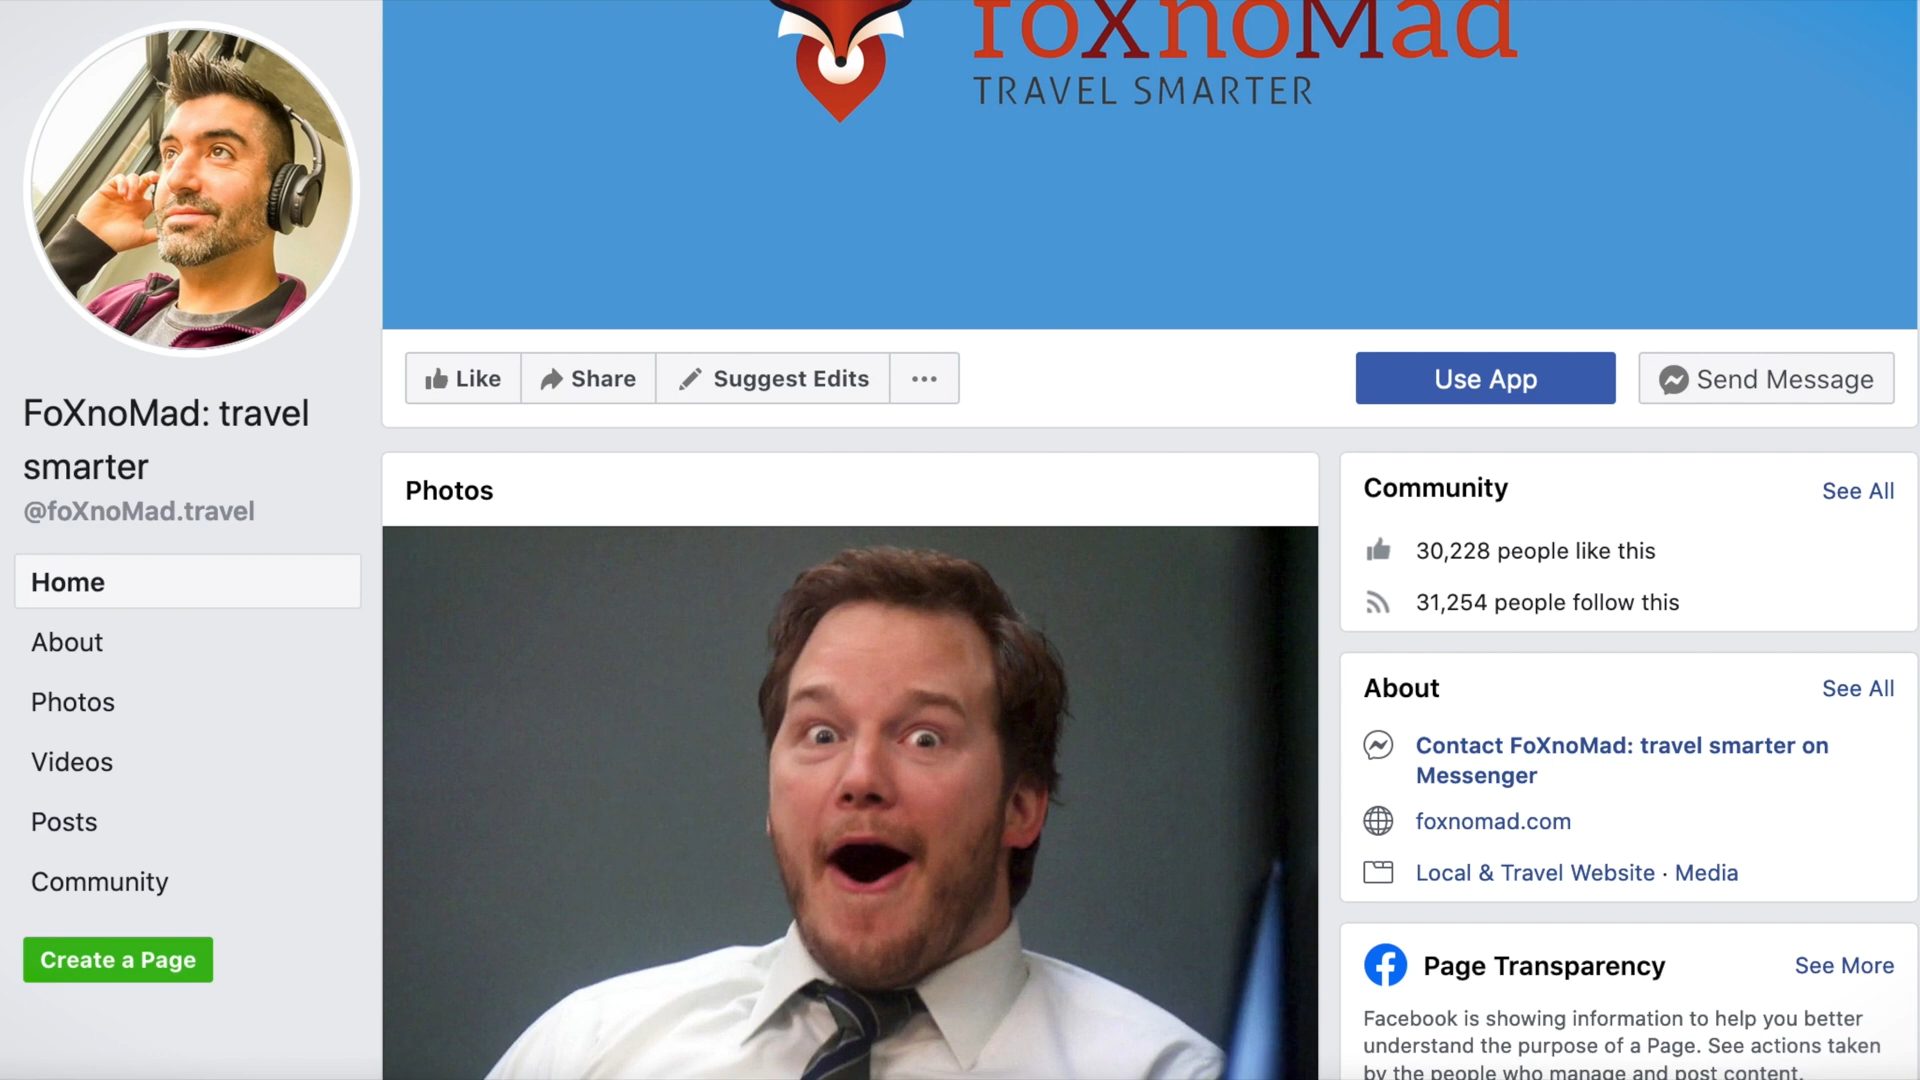 foXnoMad
TRAVEL SMARTER
FoXnoMad: travel
smarter
@foXnoMad.travel
Home
About
Photos
Videos
Posts
Community
Create a Page
Like
Share
Suggest Edits
...
Use App
Send Message
Photos
Community
See All
30,228 people like this
31,254 people follow this
About
See All
Contact FoXnoMad: travel smarter on
Messenger
foxnomad.com
Local & Travel Website · Media
Page Transparency
See More
Facebook is showing information to help you better
understand the purpose of a Page. See actions taken
by the people who manage and post content.